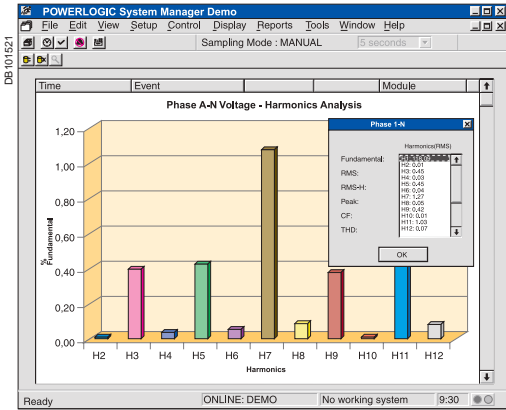 POWERLOGIC System Manager Demo
File Edit View Setup Control Display Reports Tools Window Help
Sampling Mode : MANUAL 5 seconds
DB101521
Time Event Module
Phase A-N Voltage - Harmonics Analysis
Phase 1-N
Harmonics(RMS)
Fundamental:
RMS:
RMS-H:
Peak:
CF:
THD:
H2: 0.01
H3: 0.45
H4: 0.03
H5: 0.45
H6: 0.04
H7: 1.27
H8: 0.05
H9: 0.42
H10: 0.01
H11: 1.03
H12: 0.07
OK
% Fundamental
1,20
1,00
0,80
0,60
0,40
0,20
0,00
H2 H3 H4 H5 H6 H7 H8 H9 H10 H11 H12
Harmonics
Ready ONLINE: DEMO No working system 9:30